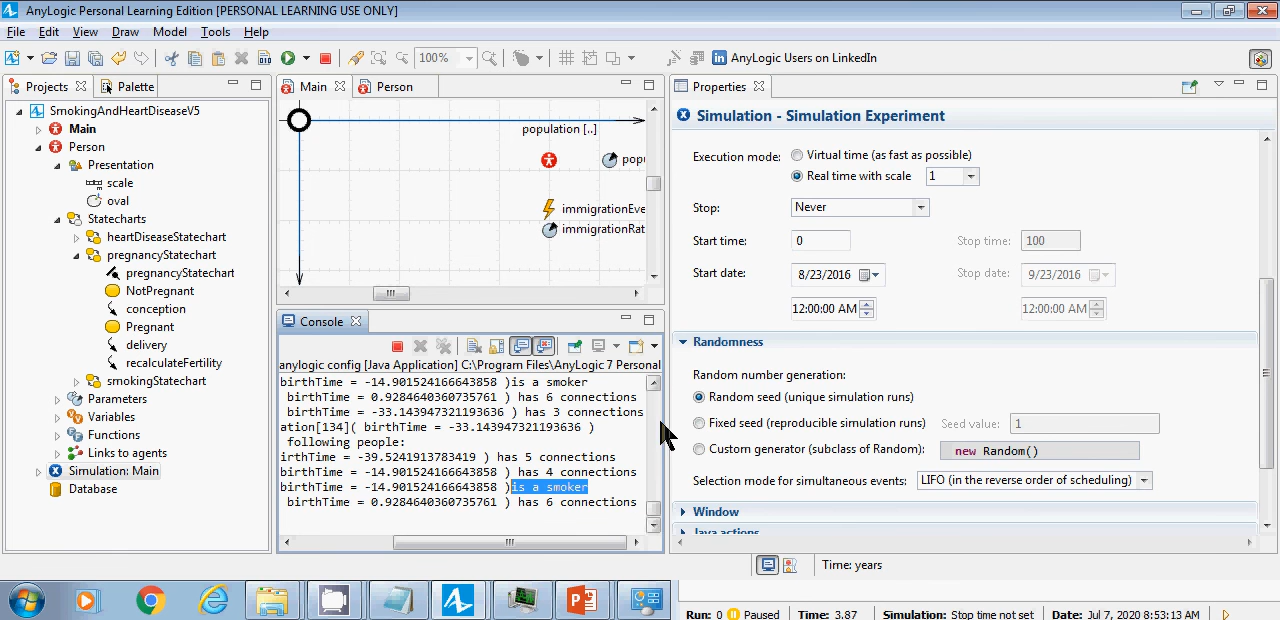 AnyLogic Personal Learning Edition [PERSONAL LEARNING USE ONLY]
File Edit View Draw Model Tools Help
100%
AnyLogic Users on LinkedIn
Projects
Palette
SmokingAndHeartDiseaseV5
Main
Person
Presentation
scale
oval
Statecharts
heartDiseaseStatechart
pregnancyStatechart
pregnancyStatechart
NotPregnant
conception
Pregnant
delivery
recalculateFertility
smokingStatechart
Parameters
Variables
Functions
Links to agents
Simulation: Main
Database
Main
Person
population [..]
popu
immigrationEve
immigrationRat
Console
anylogic config [Java Application] C:\Program Files\AnyLogic 7 Personal
birthTime = -14.901524166643858 )is a smoker
birthTime = 0.9284640360735761 ) has 6 connections
birthTime = -33.143947321193636 ) has 3 connections
ation[134]( birthTime = -33.143947321193636 )
following people:
irthTime = -39.5241913783419 ) has 5 connections
birthTime = -14.901524166643858 ) has 4 connections
birthTime = -14.901524166643858 )is a smoker
birthTime = 0.9284640360735761 ) has 6 connections
Properties
Simulation - Simulation Experiment
Execution mode:
Virtual time (as fast as possible)
Real time with scale 1
Stop: Never
Start time: 0
Stop time: 100
Start date: 8/23/2016
Stop date: 9/23/2016
12:00:00 AM
12:00:00 AM
Randomness
Random number generation:
Random seed (unique simulation runs)
Fixed seed (reproducible simulation runs) Seed value: 1
Custom generator (subclass of Random): new Random()
Selection mode for simultaneous events: LIFO (in the reverse order of scheduling)
Window
Java actions
Time: years
Run: 0 Paused Time: 3.87 Simulation: Stop time not set Date: Jul 7, 2020 8:53:13 AM